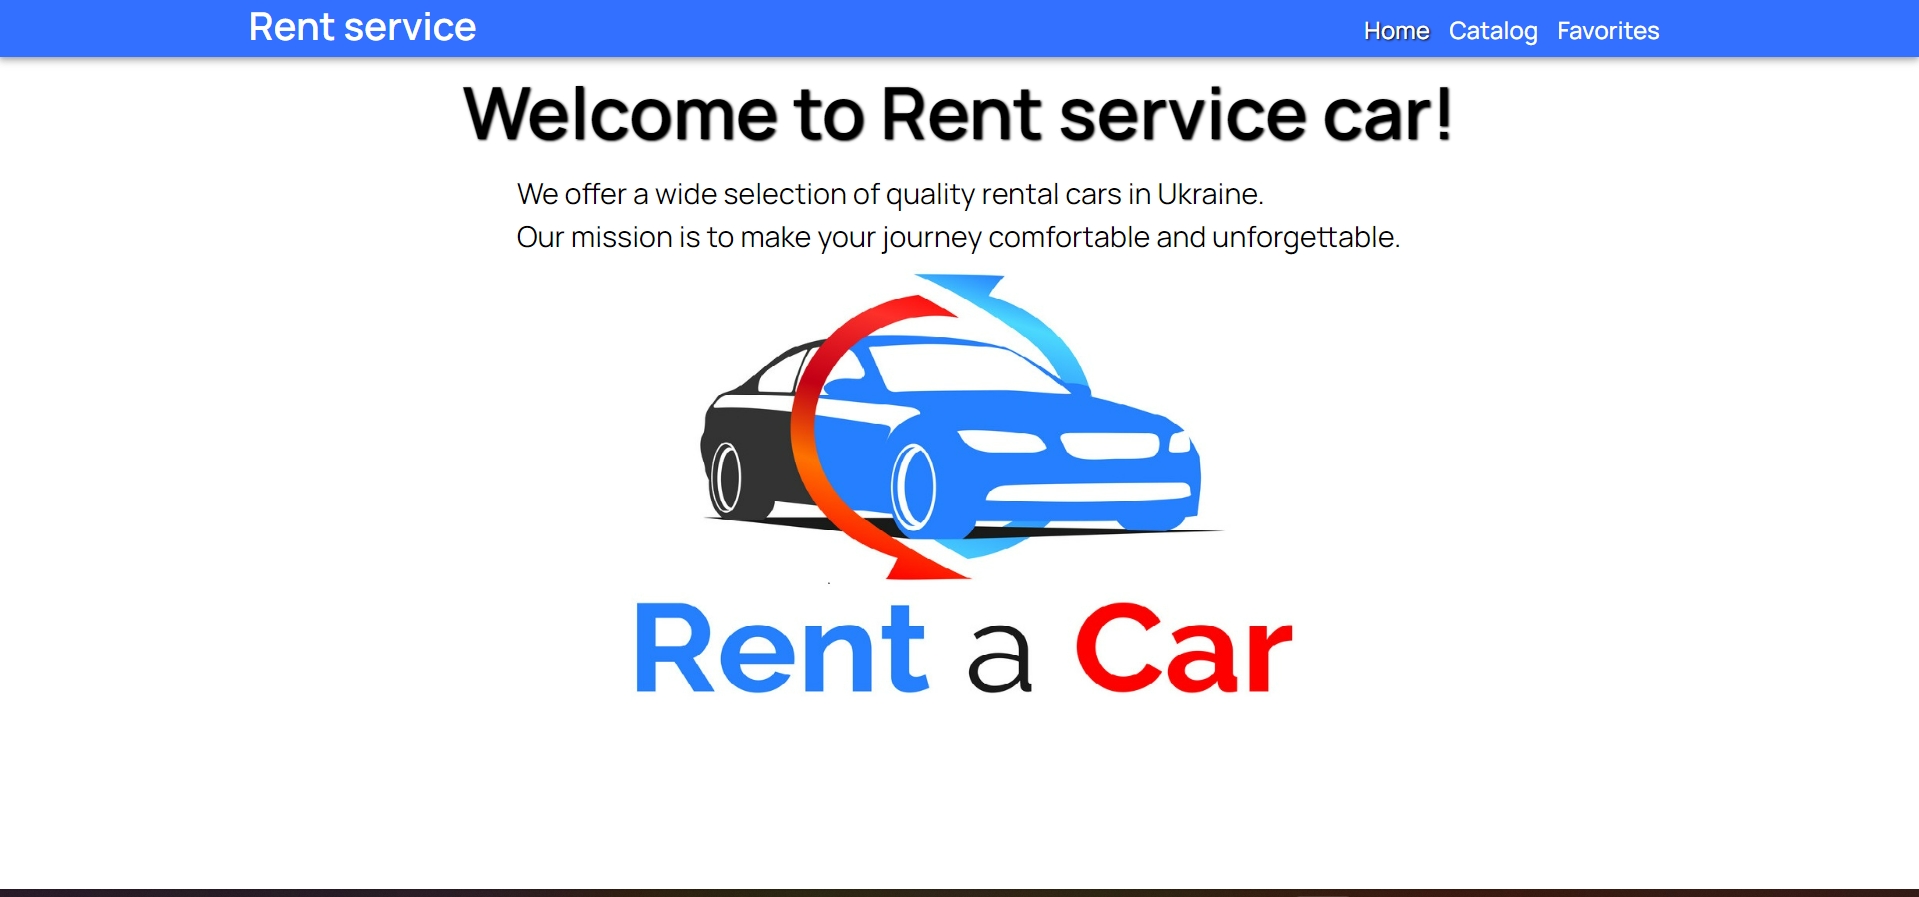 Rent service
Home Catalog Favorites
Welcome to Rent service car!
We offer a wide selection of quality rental cars in Ukraine.
Our mission is to make your journey comfortable and unforgettable.
Rent a Car